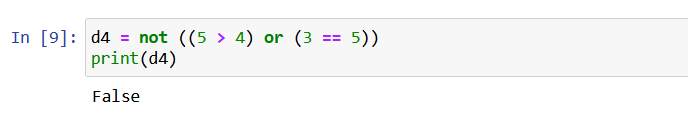 In [9]: d4 = not ((5 > 4) or (3 == 5))
print(d4)
False